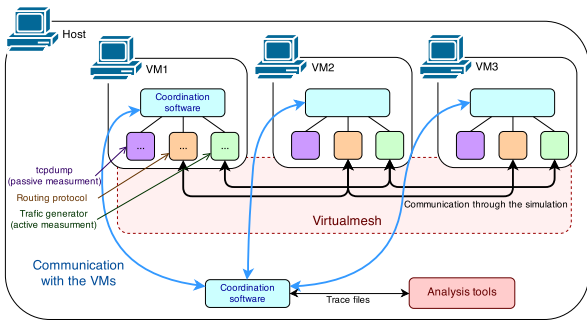 Host
VM1
VM2
VM3
Coordination
software
...
...
...
tcpdump
(passive measurment)
Routing protocol
Trafic generator
(active measurment)
Communication through the simulation
Virtualmesh
Communication
with the VMs
Coordination
software
Trace files
Analysis tools